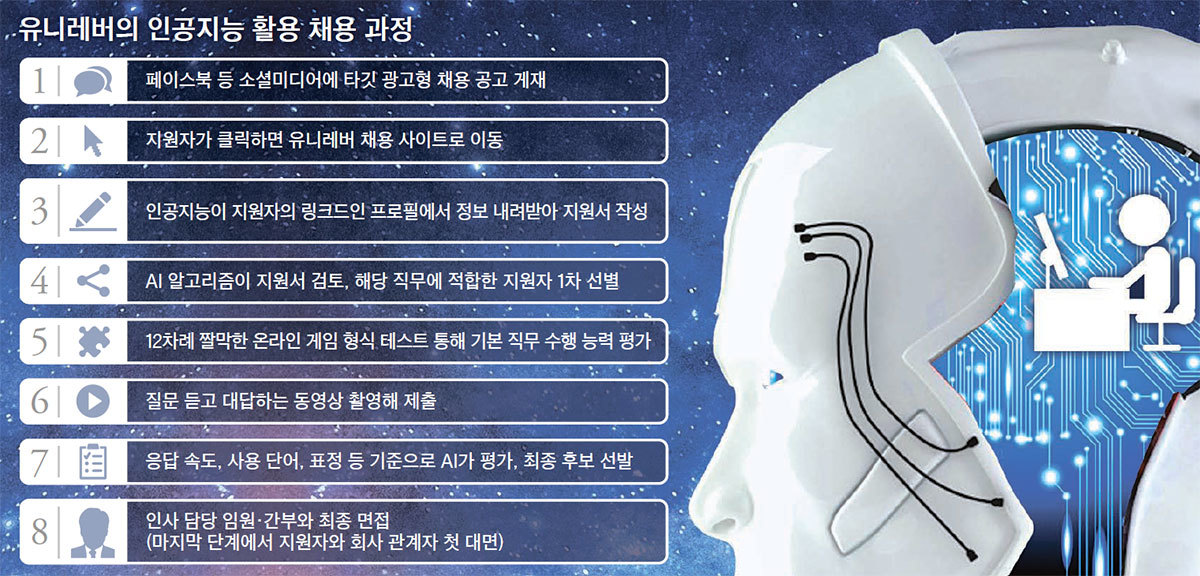 유니레버의 인공지능 활용 채용 과정
1 페이스북 등 소셜미디어에 타깃 광고형 채용 공고 게재
2 지원자가 클릭하면 유니레버 채용 사이트로 이동
3 인공지능이 지원자의 링크드인 프로필에서 정보 내려받아 지원서 작성
4 AI 알고리즘이 지원서 검토, 해당 직무에 적합한 지원자 1차 선별
5 12차례 짤막한 온라인 게임 형식 테스트 통해 기본 직무 수행 능력 평가
6 질문 듣고 대답하는 동영상 촬영해 제출
7 응답 속도, 사용 단어, 표정 등 기준으로 AI가 평가, 최종 후보 선발
8 인사 담당 임원·간부와 최종 면접
(마지막 단계에서 지원자와 회사 관계자 첫 대면)